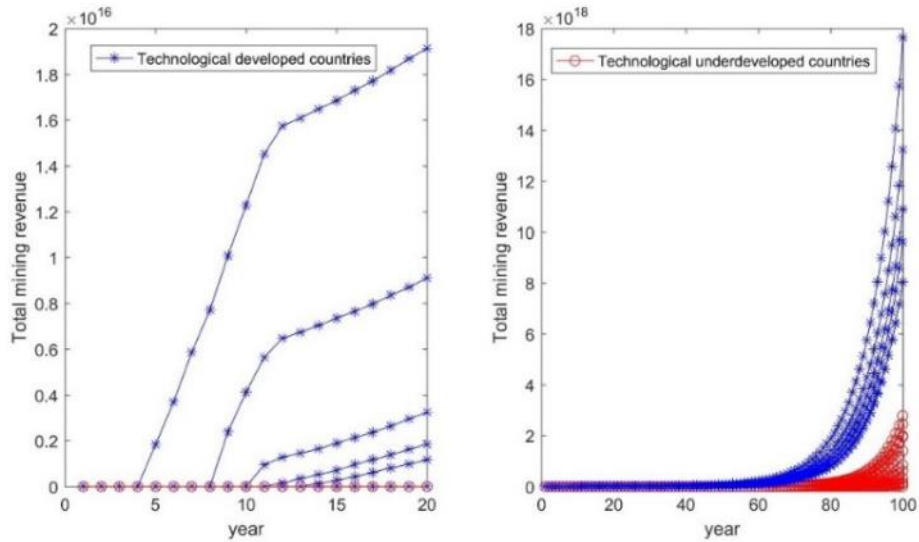 ×10^16
2
1.8
1.6
1.4
1.2
1
0.8
0.6
0.4
0.2
0
Total mining revenue
Technological developed countries
0 5 10 15 20
year
×10^18
18
16
14
12
10
8
6
4
2
0
Total mining revenue
Technological underdeveloped countries
0 20 40 60 80 100
year